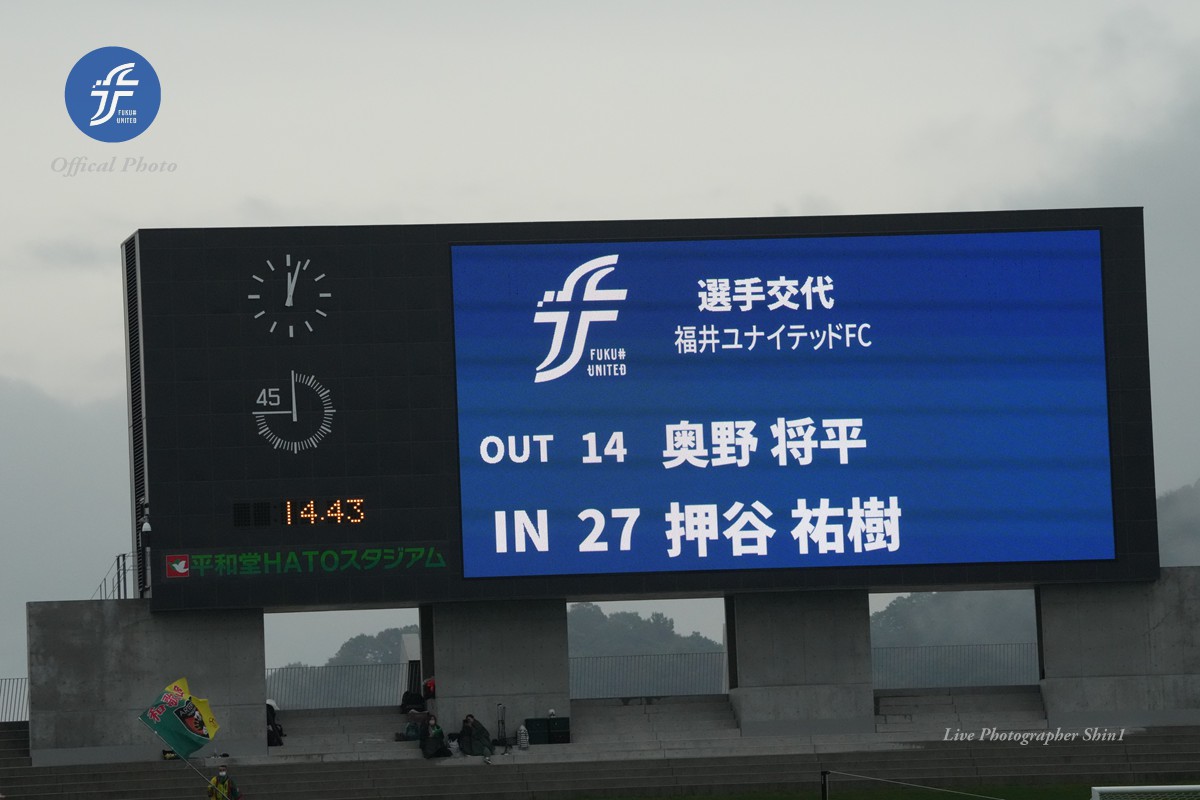 FUKUI
UNITED
Offical Photo
選手交代
福井ユナイテッドFC
FUKUI
UNITED
OUT 14 奥野 将平
IN 27 押谷 祐樹
45
14.43
平和堂HATOスタジアム
Live Photographer Shin1